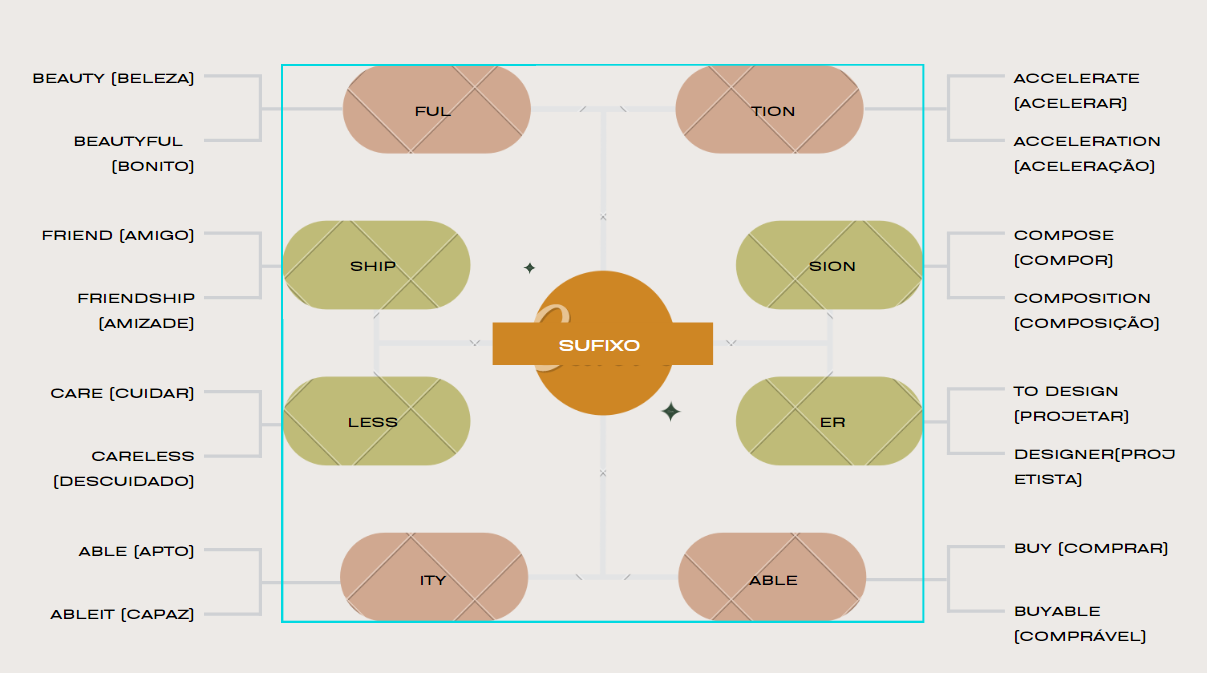 BEAUTY (BELEZA)
BEAUTYFUL
(BONITO)
FUL
TION
ACCELERATE
(ACELERAR)
ACCELERATION
(ACELERAÇÃO)
FRIEND (AMIGO)
FRIENDSHIP
(AMIZADE)
SHIP
SION
COMPOSE
(COMPOR)
COMPOSITION
(COMPOSIÇÃO)
SUFIXO
CARE (CUIDAR)
CARELESS
(DESCUIDADO)
LESS
ER
TO DESIGN
(PROJETAR)
DESIGNER(PROJ
ETISTA)
ABLE (APTO)
ABLEIT (CAPAZ)
ITY
ABLE
BUY (COMPRAR)
BUYABLE
(COMPRÁVEL)